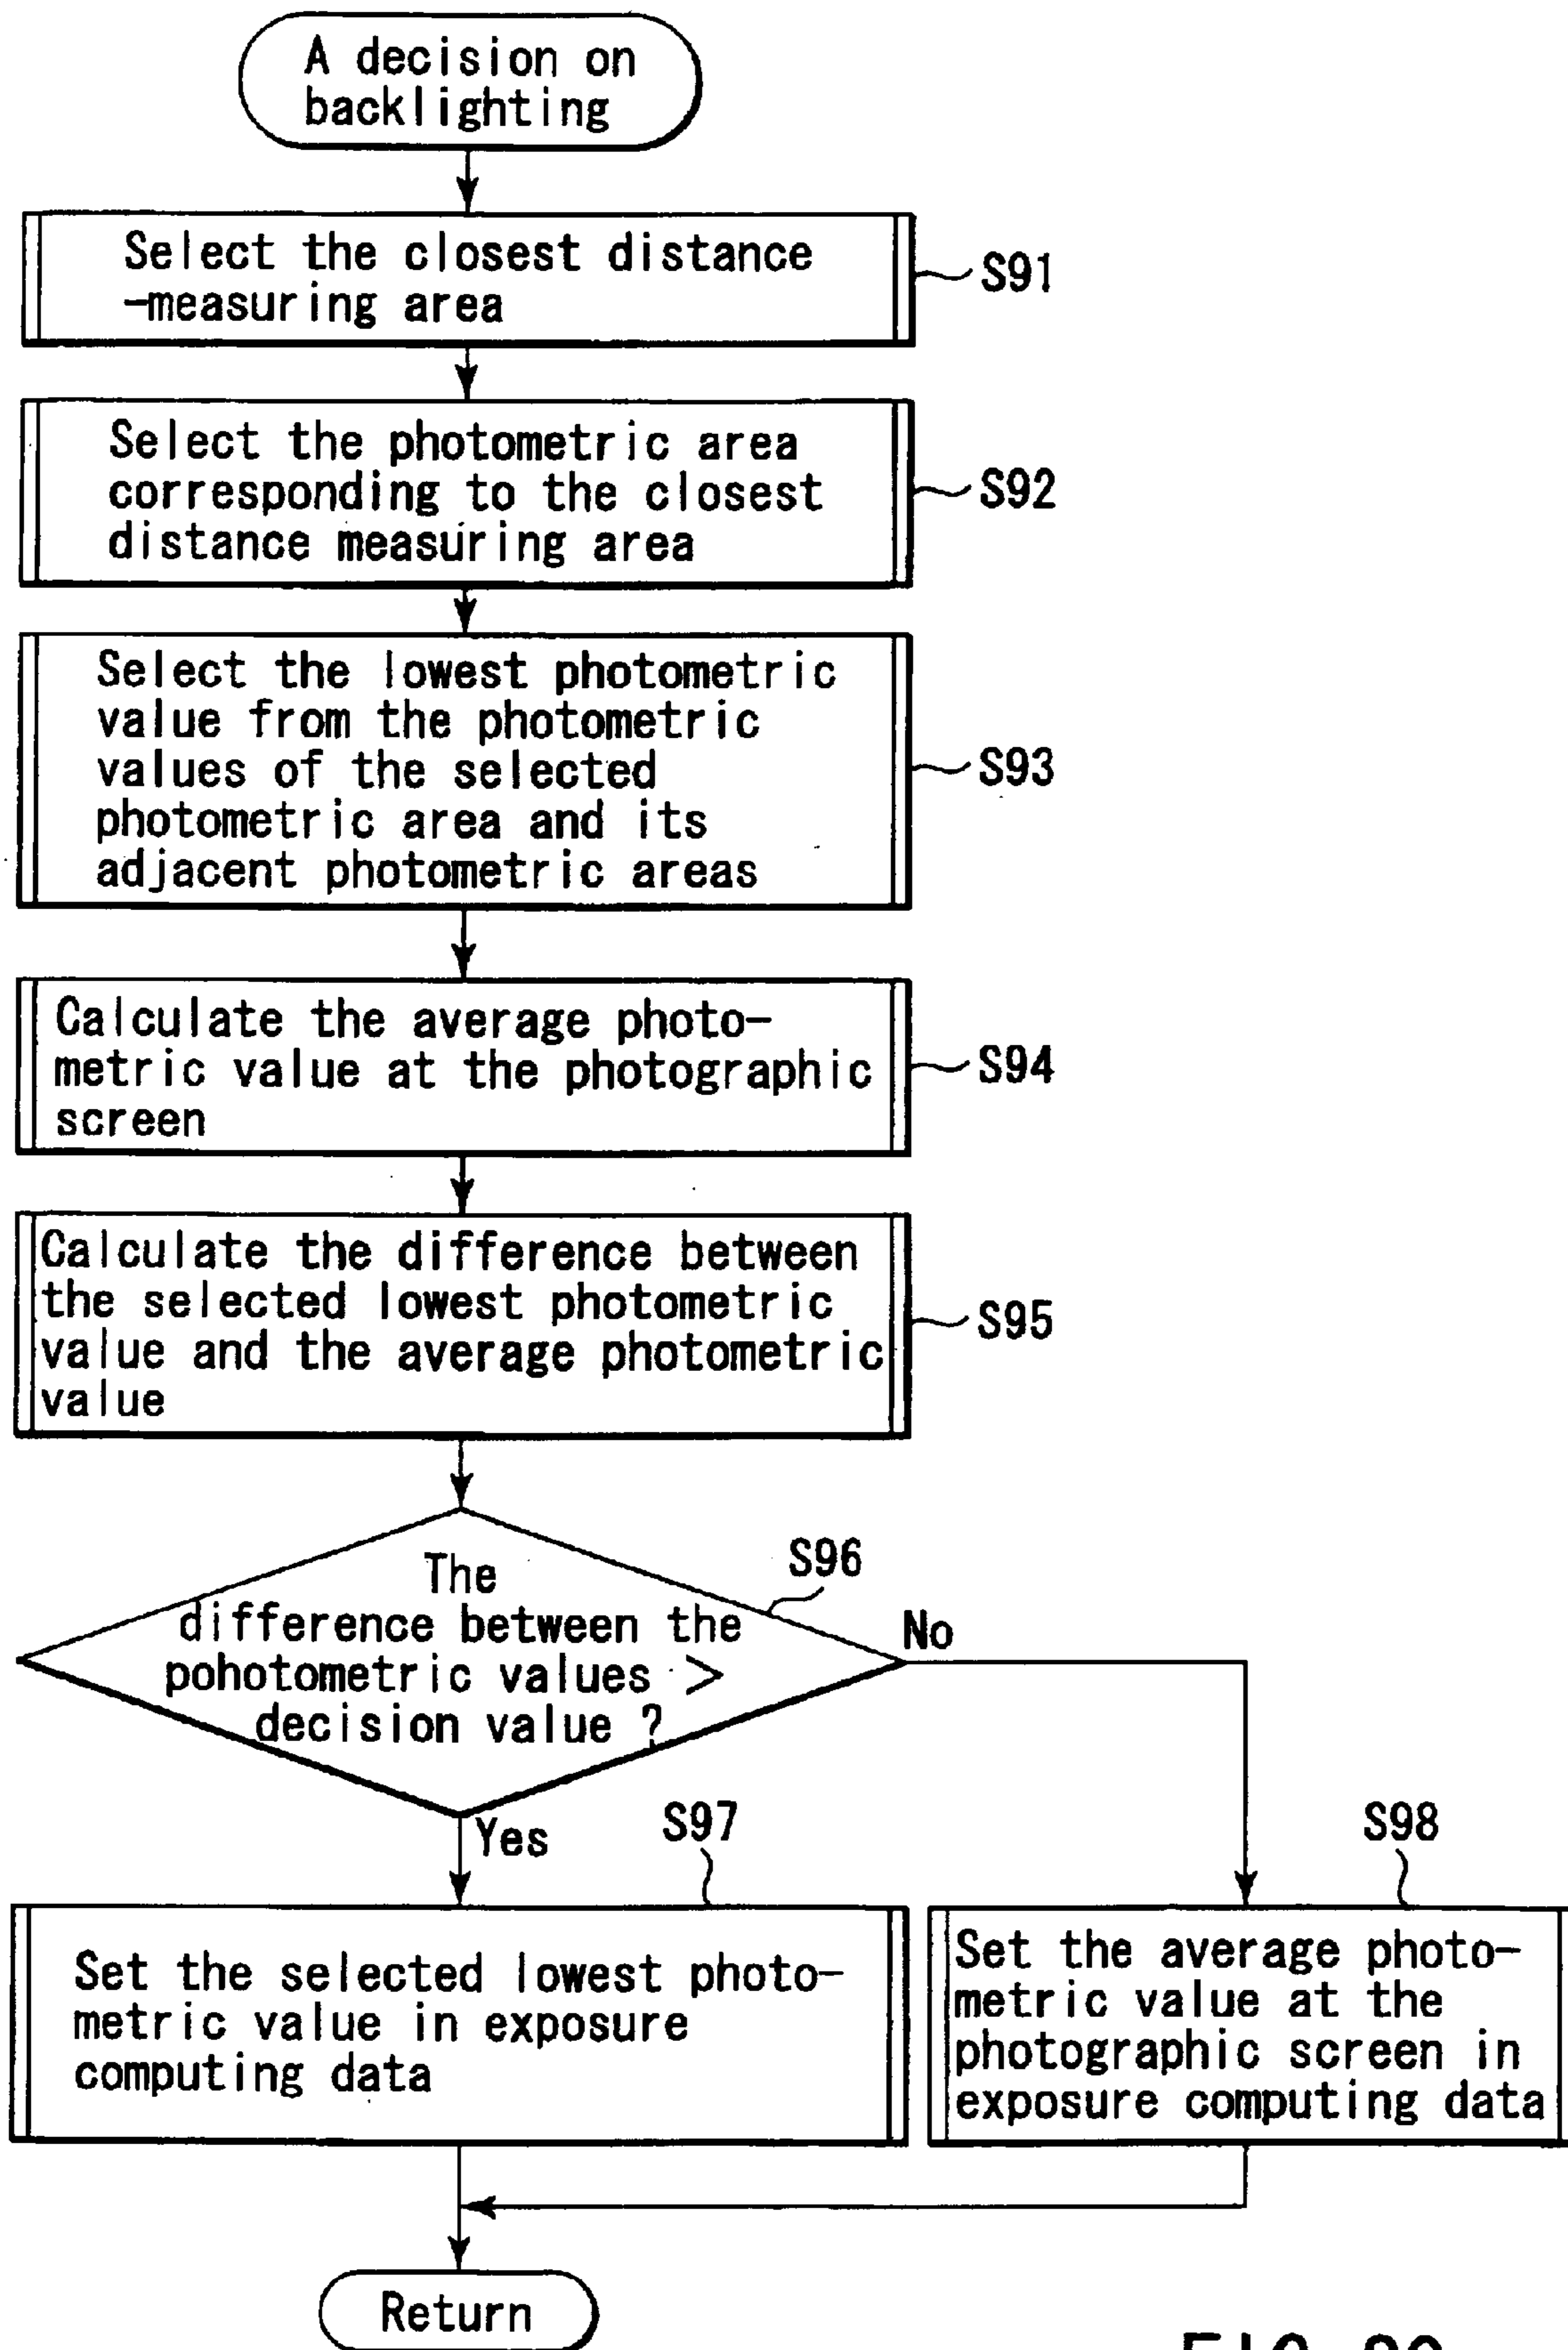 A decision on
backlighting
Select the closest distance
-measuring area
S91
Select the photometric area
corresponding to the closest
distance measuring area
S92
Select the lowest photometric
value from the photometric
values of the selected
photometric area and its
adjacent photometric areas
S93
Calculate the average photo-
metric value at the photographic
screen
S94
Calculate the difference between
the selected lowest photometric
value and the average photometric
value
S95
The
difference between the
pohotometric values >
decision value ?
S96
No
Yes
S97
Set the selected lowest photo-
metric value in exposure
computing data
S98
Set the average photo-
metric value at the
photographic screen in
exposure computing data
Return